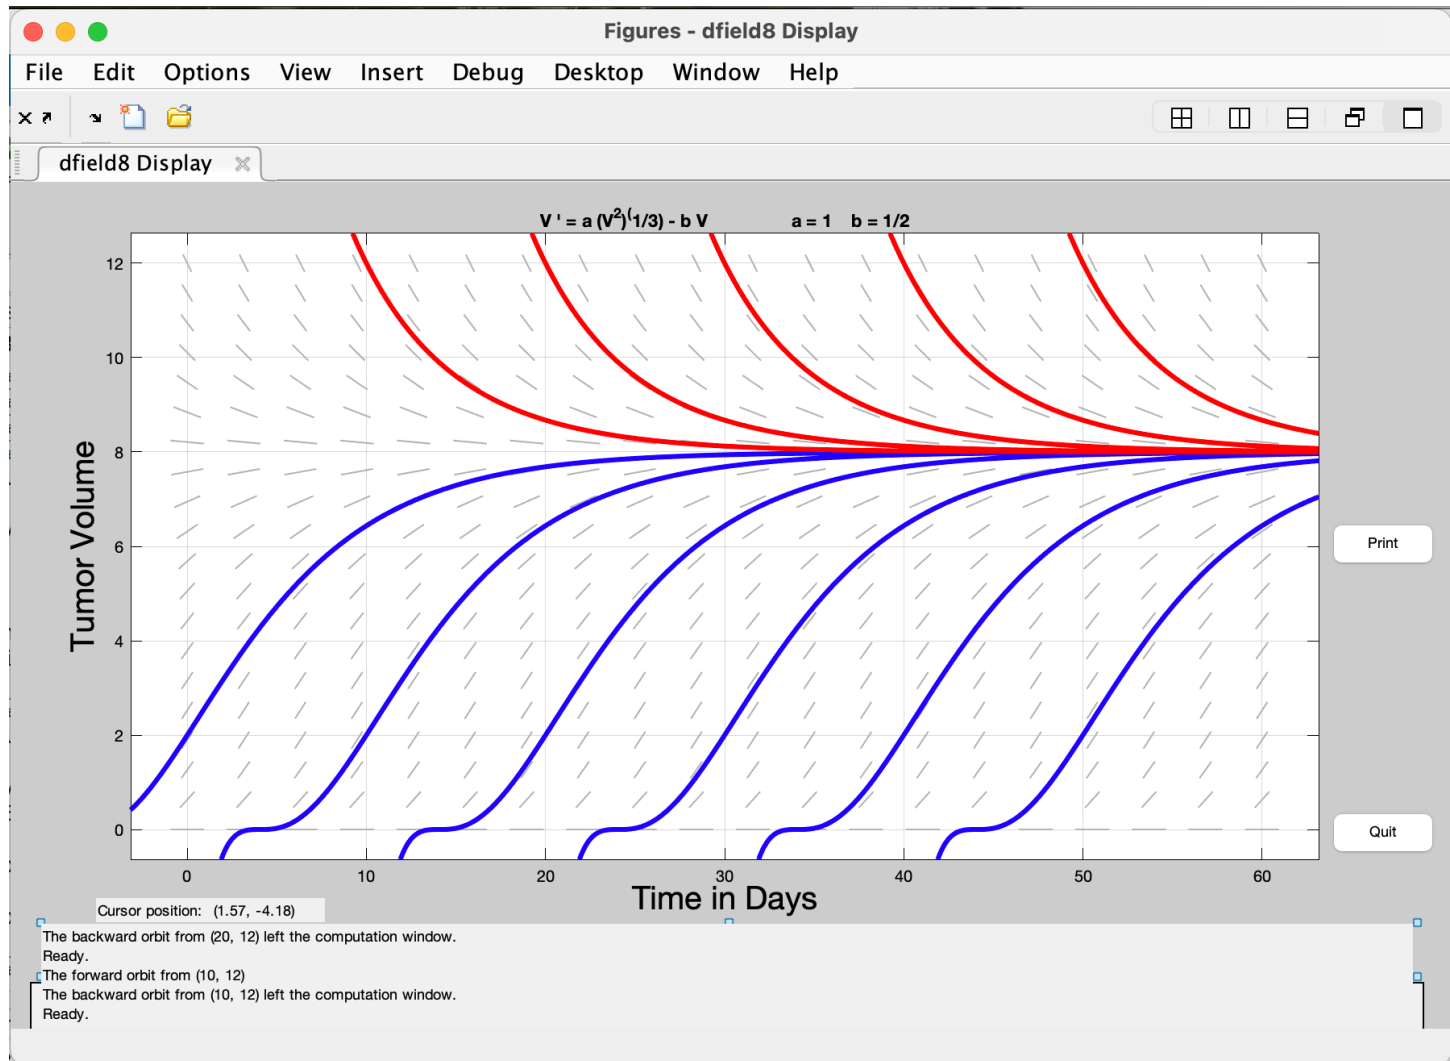 Figures - dfield8 Display
File Edit Options View Insert Debug Desktop Window Help
dfield8 Display
V ' = a (V²)⁽1/3) - b V a = 1 b = 1/2
12
10
8
6
4
2
0
Tumor Volume
0 10 20 30 40 50 60
Time in Days
Print
Quit
Cursor position: (1.57, -4.18)
The backward orbit from (20, 12) left the computation window.
Ready.
The forward orbit from (10, 12)
The backward orbit from (10, 12) left the computation window.
Ready.